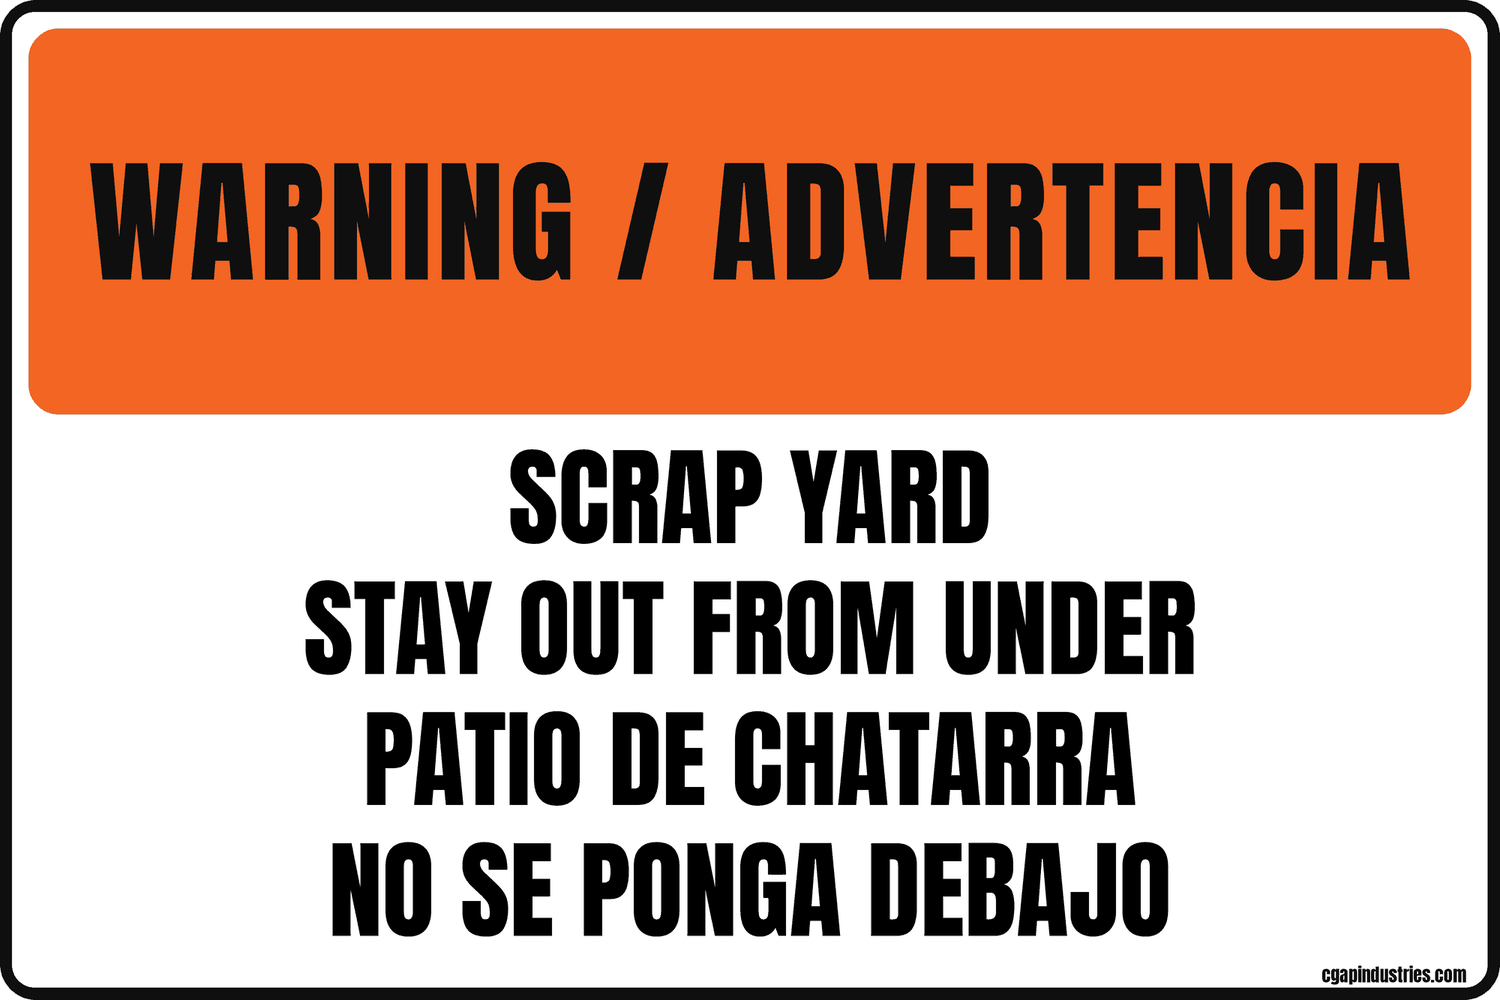 WARNING / ADVERTENCIA
SCRAP YARD
STAY OUT FROM UNDER
PATIO DE CHATARRA
NO SE PONGA DEBAJO
cgapindustries.com